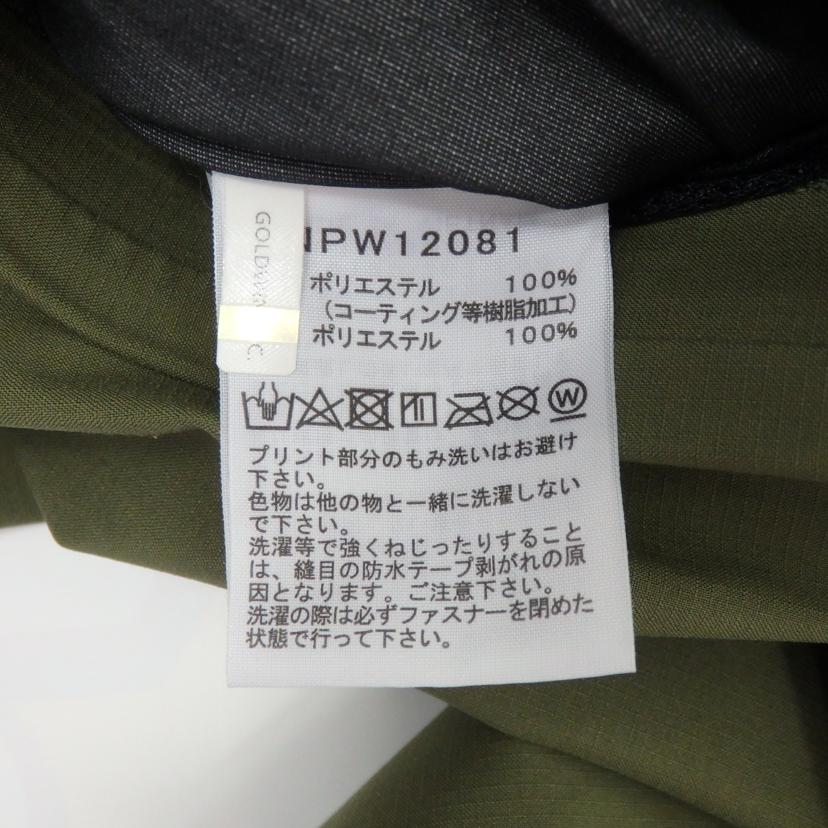 GOLDWIN
C.
NPW12081
ポリエステル 100%
(コーティング等樹脂加工)
ポリエステル 100%
W
プリント部分のもみ洗いはお避け
下さい。
色物は他の物と一緒に洗濯しない
で下さい。
洗濯等で強くねじったりすること
は、縫目の防水テープ剥がれの原
因となります。ご注意下さい。
洗濯の際は必ずファスナーを閉めた
状態で行って下さい。